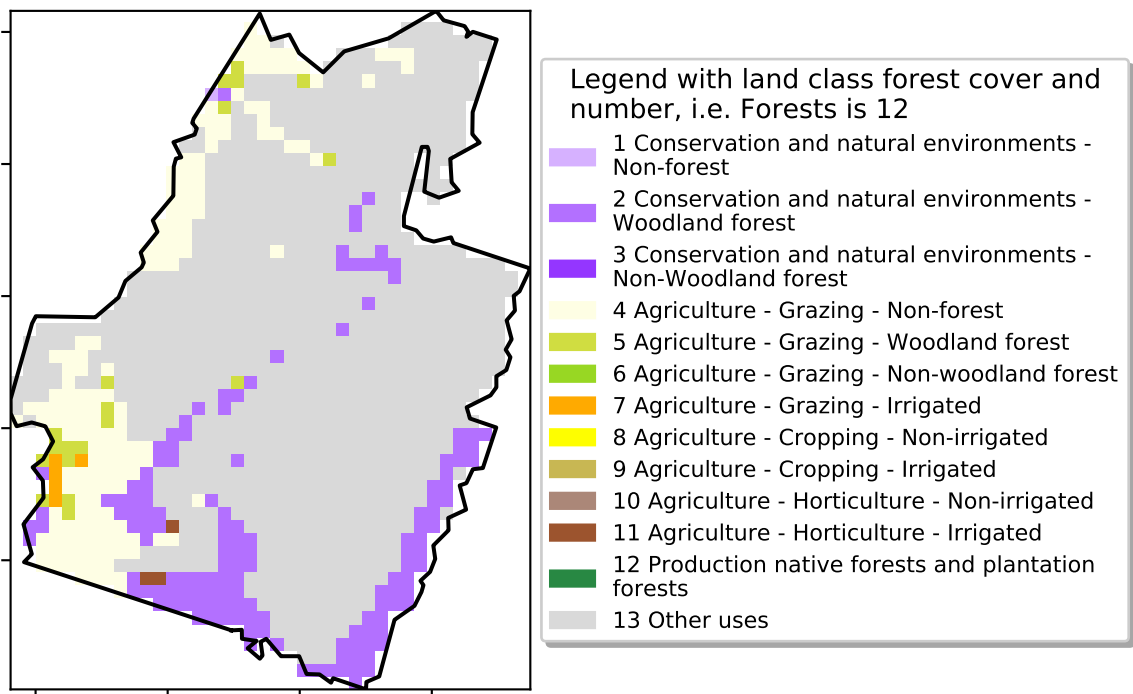 Legend with land class forest cover and
number, i.e. Forests is 12
1 Conservation and natural environments -
Non-forest
2 Conservation and natural environments -
Woodland forest
3 Conservation and natural environments -
Non-Woodland forest
4 Agriculture - Grazing - Non-forest
5 Agriculture - Grazing - Woodland forest
6 Agriculture - Grazing - Non-woodland forest
7 Agriculture - Grazing - Irrigated
8 Agriculture - Cropping - Non-irrigated
9 Agriculture - Cropping - Irrigated
10 Agriculture - Horticulture - Non-irrigated
11 Agriculture - Horticulture - Irrigated
12 Production native forests and plantation
forests
13 Other uses